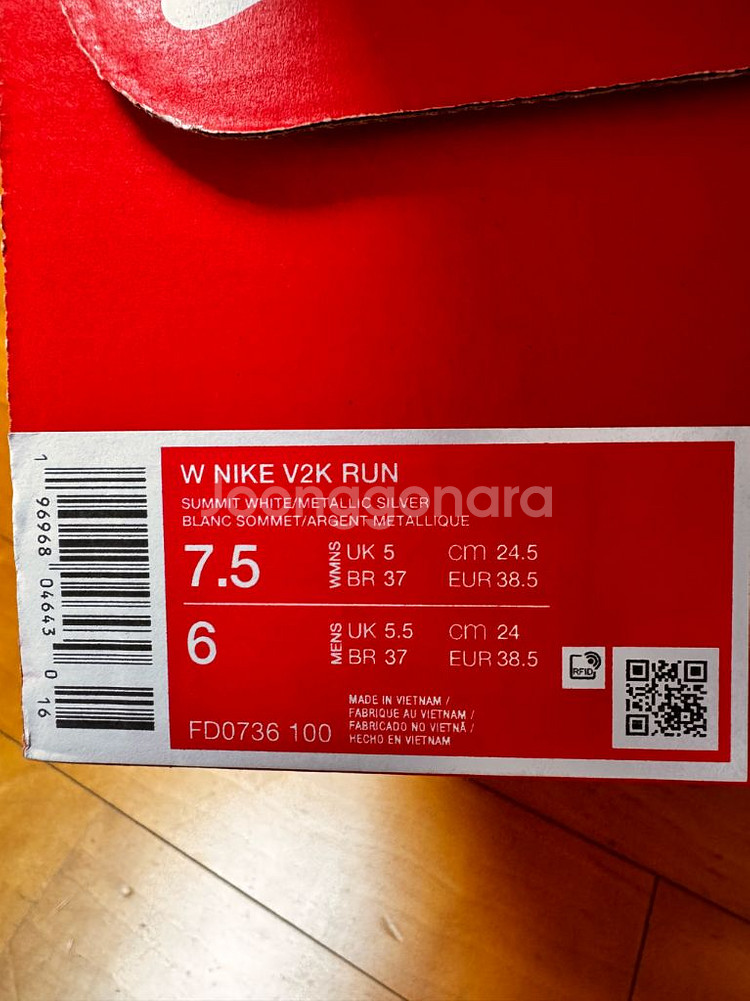 W NIKE V2K RUN
SUMMIT WHITE/METALLIC SILVER
BLANC SOMMET/ARGENT METALLIQUE
Joonggonara
7.5 WMNS UK 5 cm 24.5
BR 37 EUR 38.5
6 MENS UK 5.5 cm 24
BR 37 EUR 38.5
FD0736 100
MADE IN VIETNAM /
FABRIQUE AU VIETNAM /
FABRICADO NO VIETNÃ /
HECHO EN VIETNAM
RFID
1 96968 04643 0 16